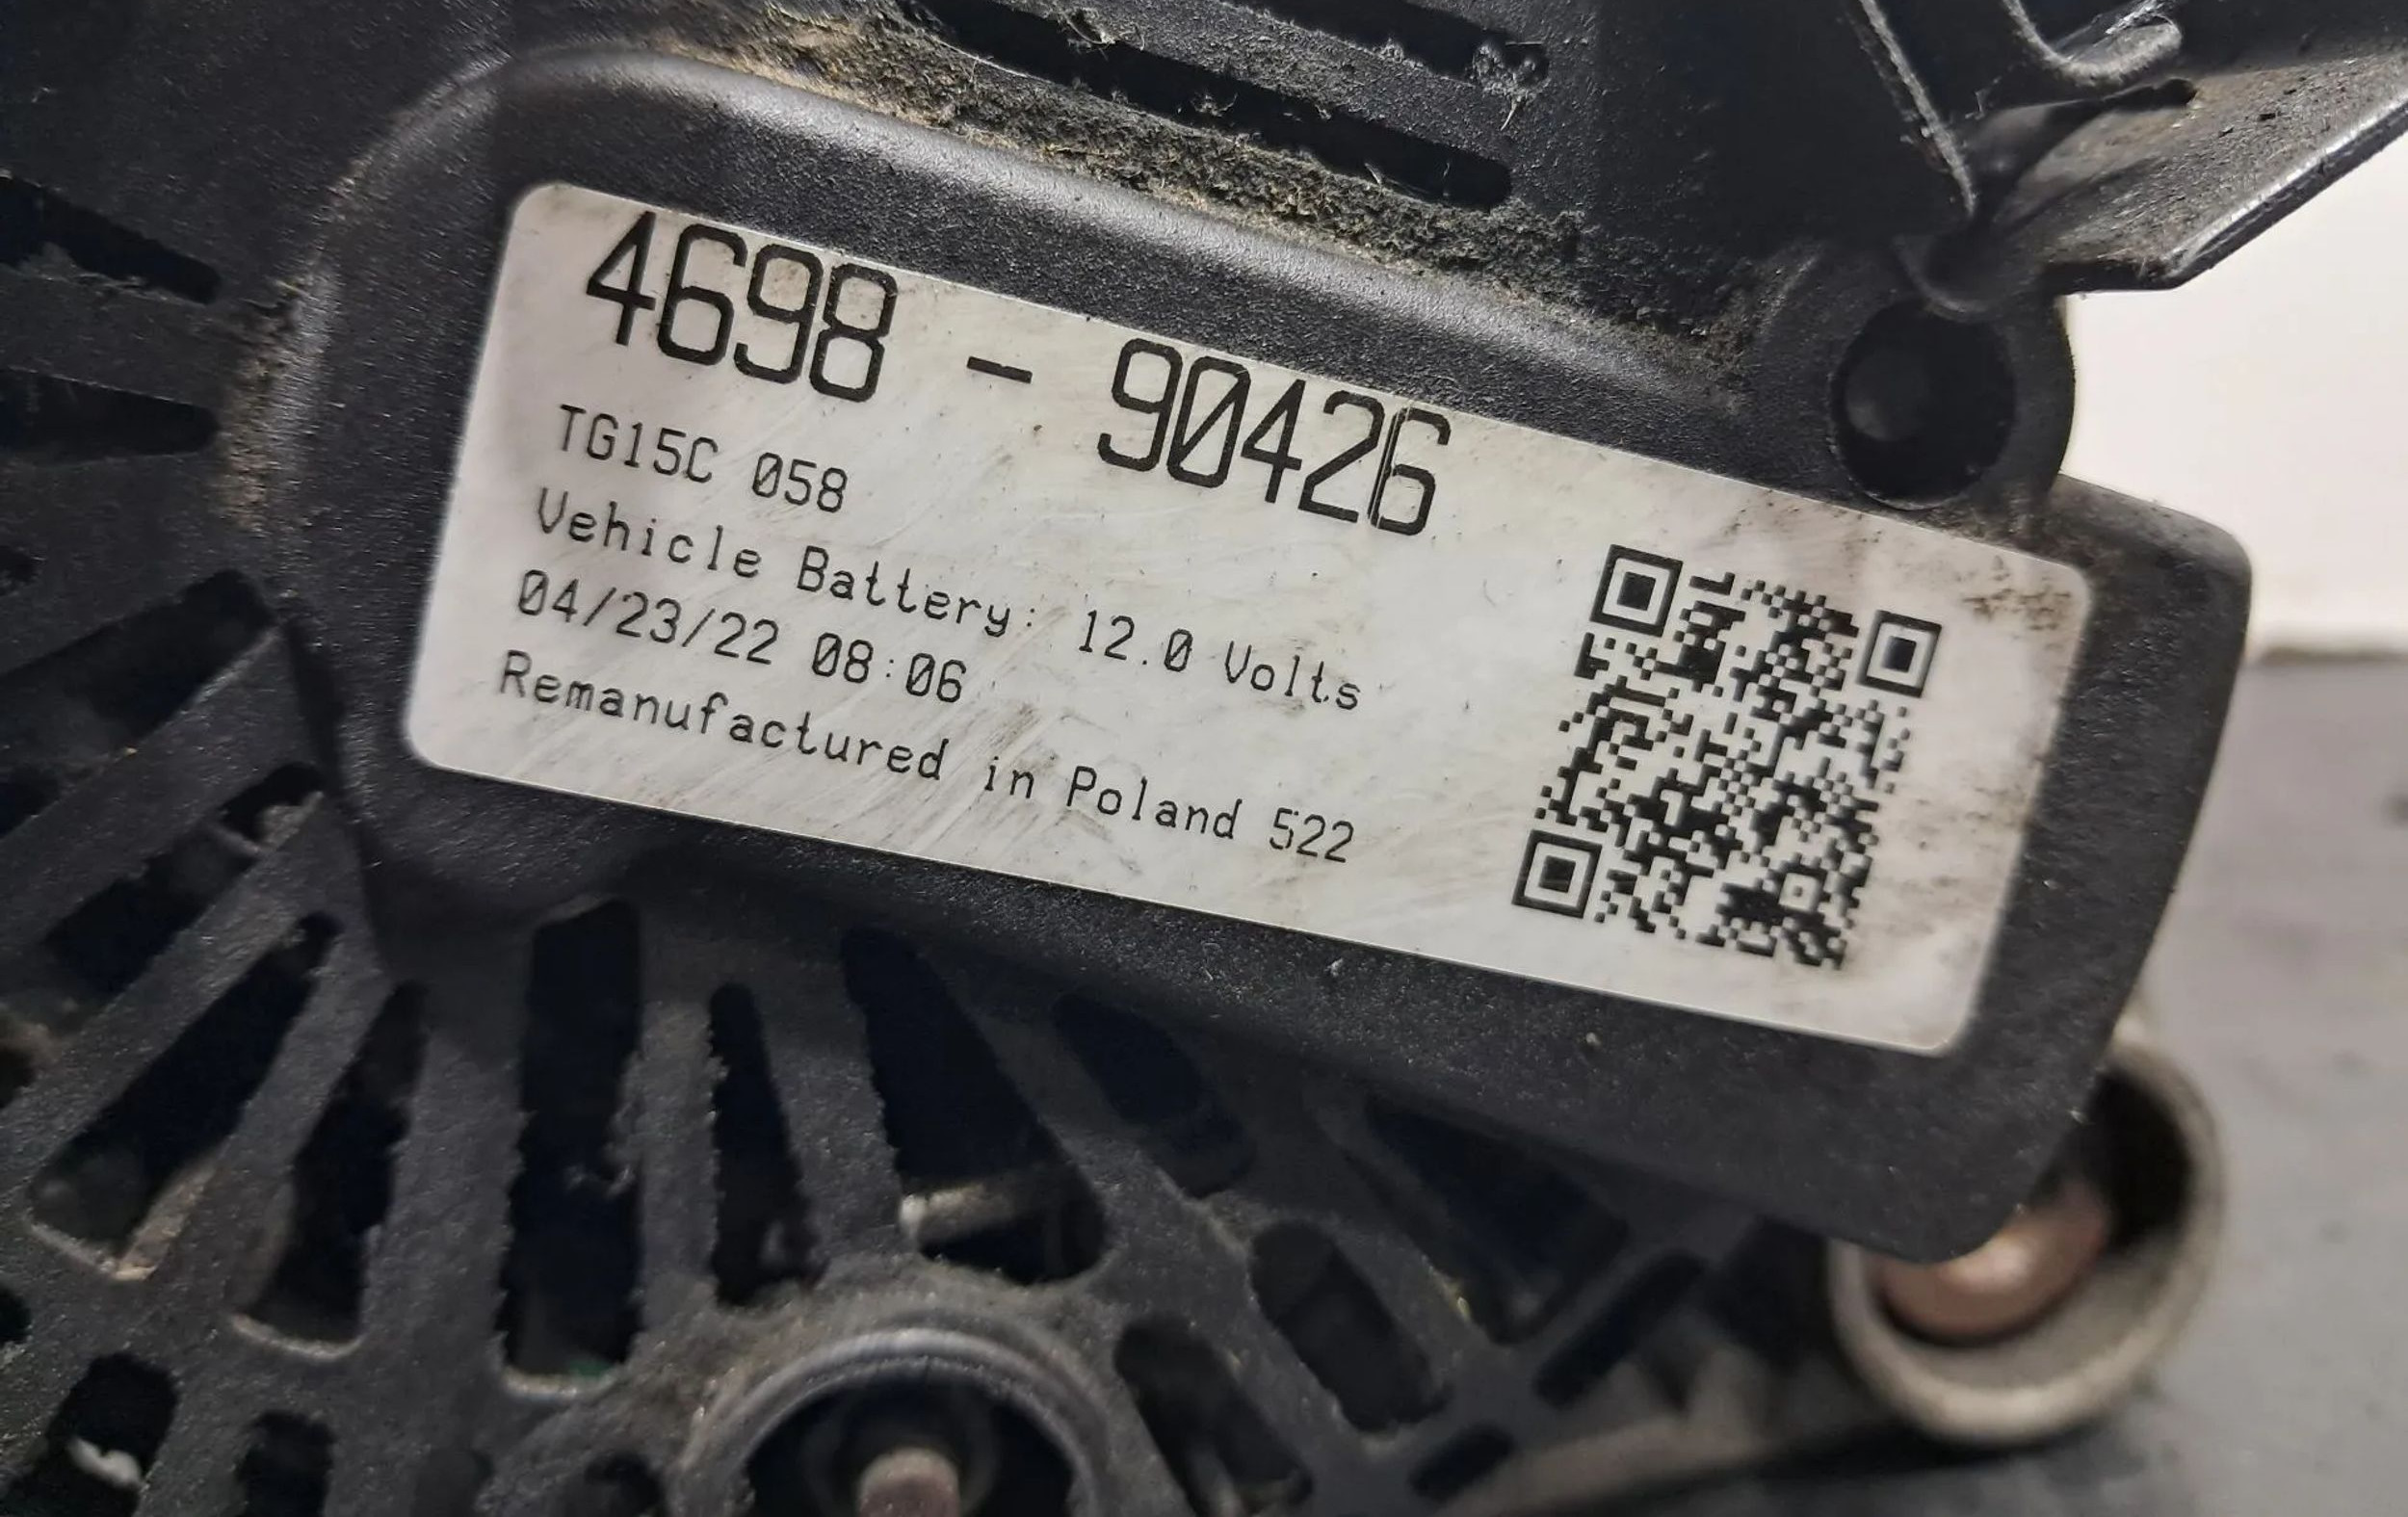 4698 - 90426
TG15C 058
Vehicle Battery: 12.0 Volts
04/23/22 08:06
Remanufactured in Poland 522